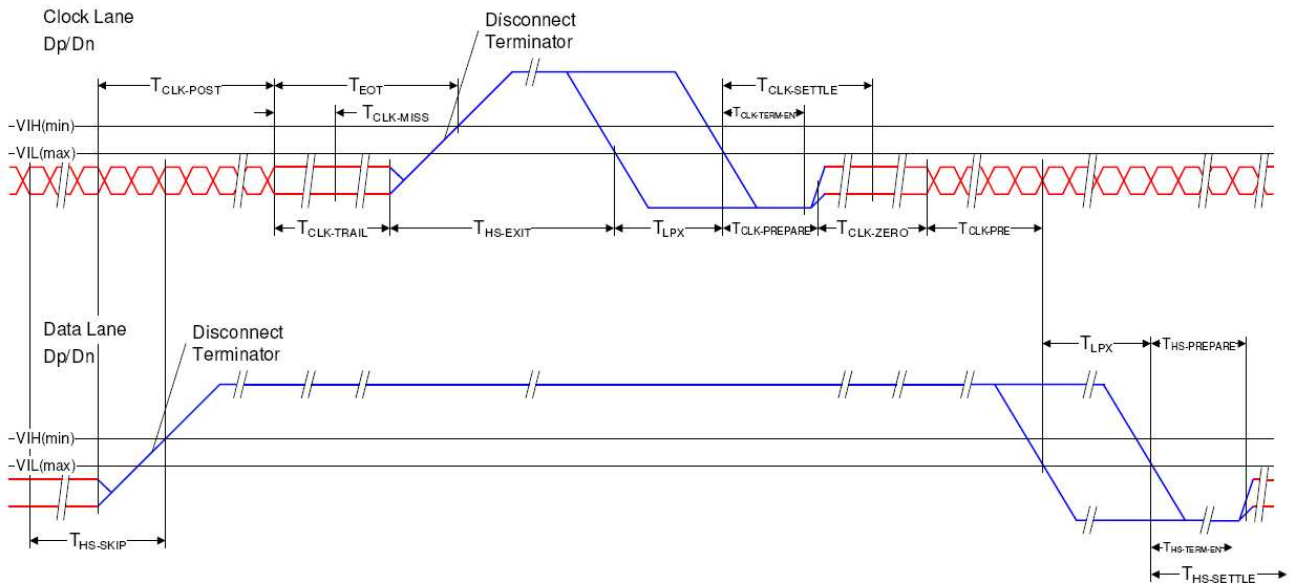 Clock Lane
Dp/Dn
Disconnect
Terminator
TCLK-POST
TEOT
TCLK-SETTLE
TCLK-MISS
TCLK-TERM-EN
VIH(min)
VIL(max)
TCLK-TRAIL
THS-EXIT
TLPX
TCLK-PREPARE
TCLK-ZERO
TCLK-PRE
Data Lane
Dp/Dn
Disconnect
Terminator
TLPX
THS-PREPARE
VIH(min)
VIL(max)
THS-SKIP
THS-TERM-EN
THS-SETTLE